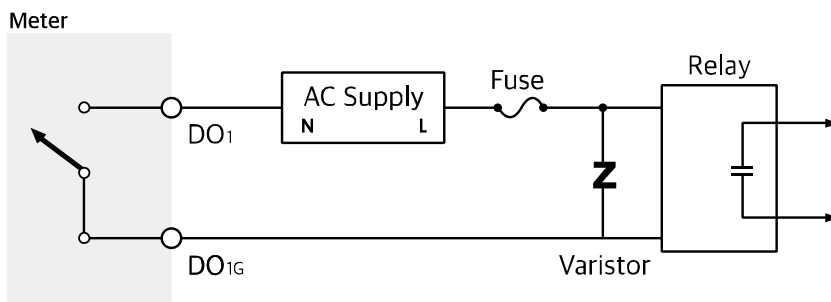 Meter
Relay
Fuse
AC Supply
N L
DO1
DO1G
Varistor